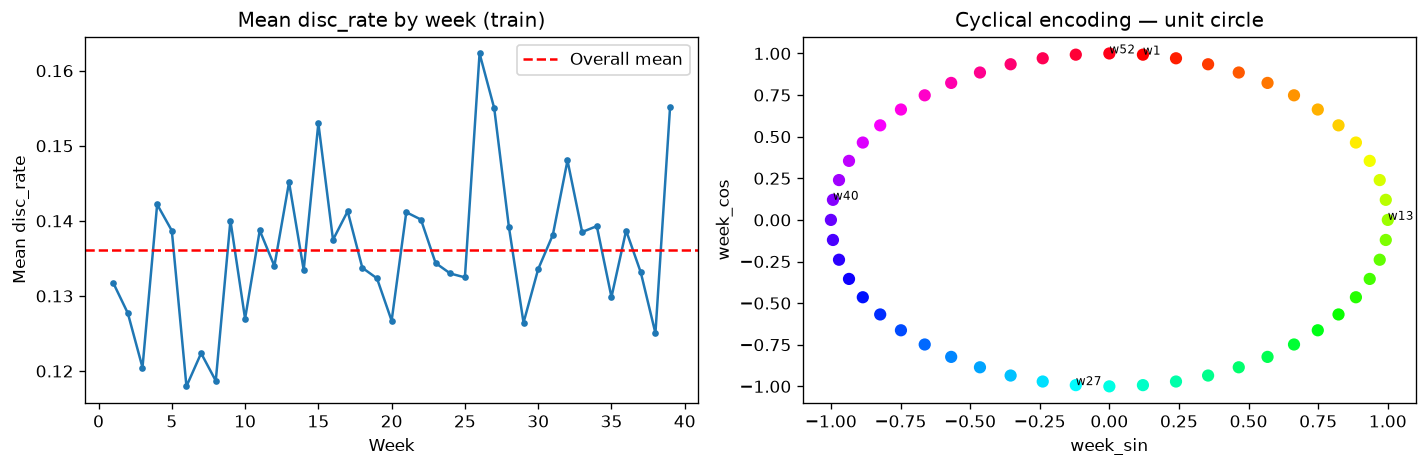 Mean disc_rate by week (train)
Mean disc_rate
0.16
0.15
0.14
0.13
0.12
0
5
10
15
20
25
30
35
40
Week
Overall mean
Cyclical encoding — unit circle
week_cos
1.00
0.75
0.50
0.25
0.00
−0.25
−0.50
−0.75
−1.00
w52
w1
w40
w13
w27
−1.00
−0.75
−0.50
−0.25
0.00
0.25
0.50
0.75
1.00
week_sin